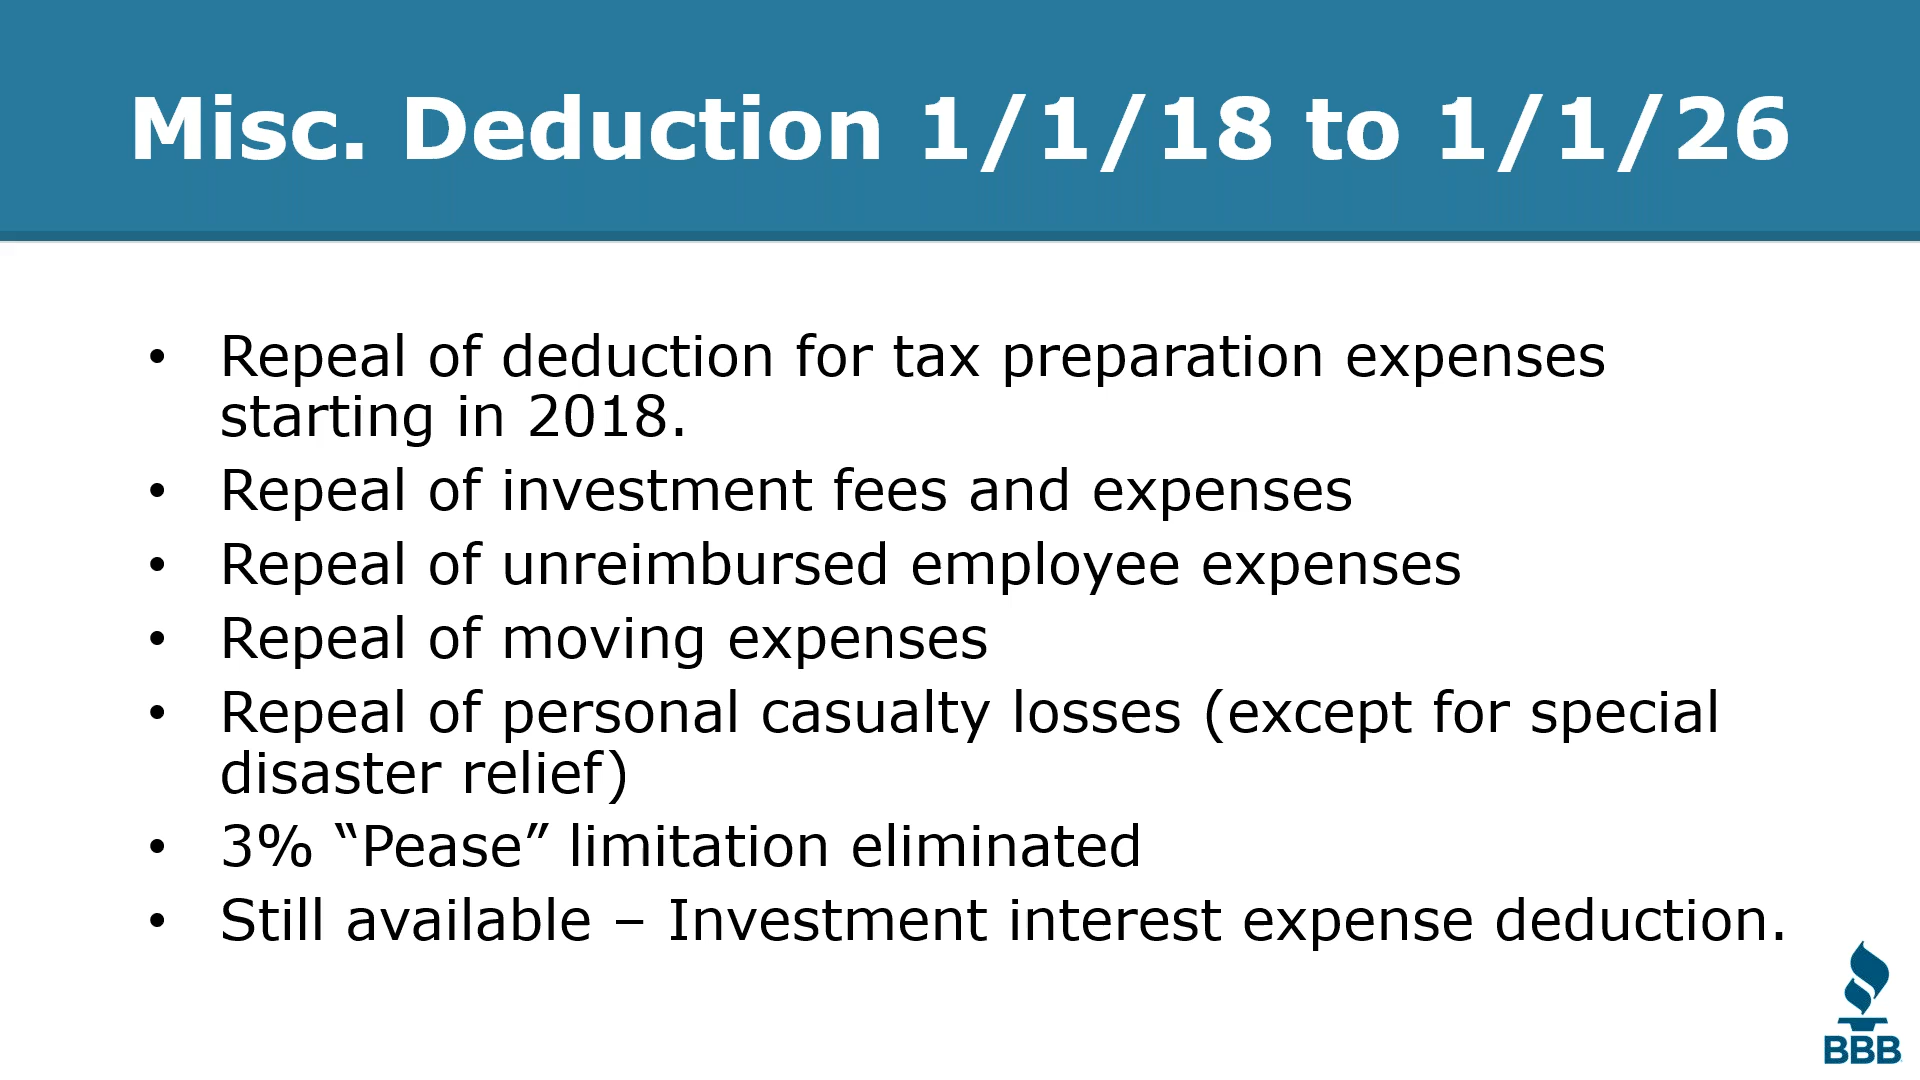 Misc. Deduction 1/1/18 to 1/1/26
• Repeal of deduction for tax preparation expenses
starting in 2018.
• Repeal of investment fees and expenses
• Repeal of unreimbursed employee expenses
• Repeal of moving expenses
• Repeal of personal casualty losses (except for special
disaster relief)
• 3% “Pease” limitation eliminated
• Still available – Investment interest expense deduction.
BBB